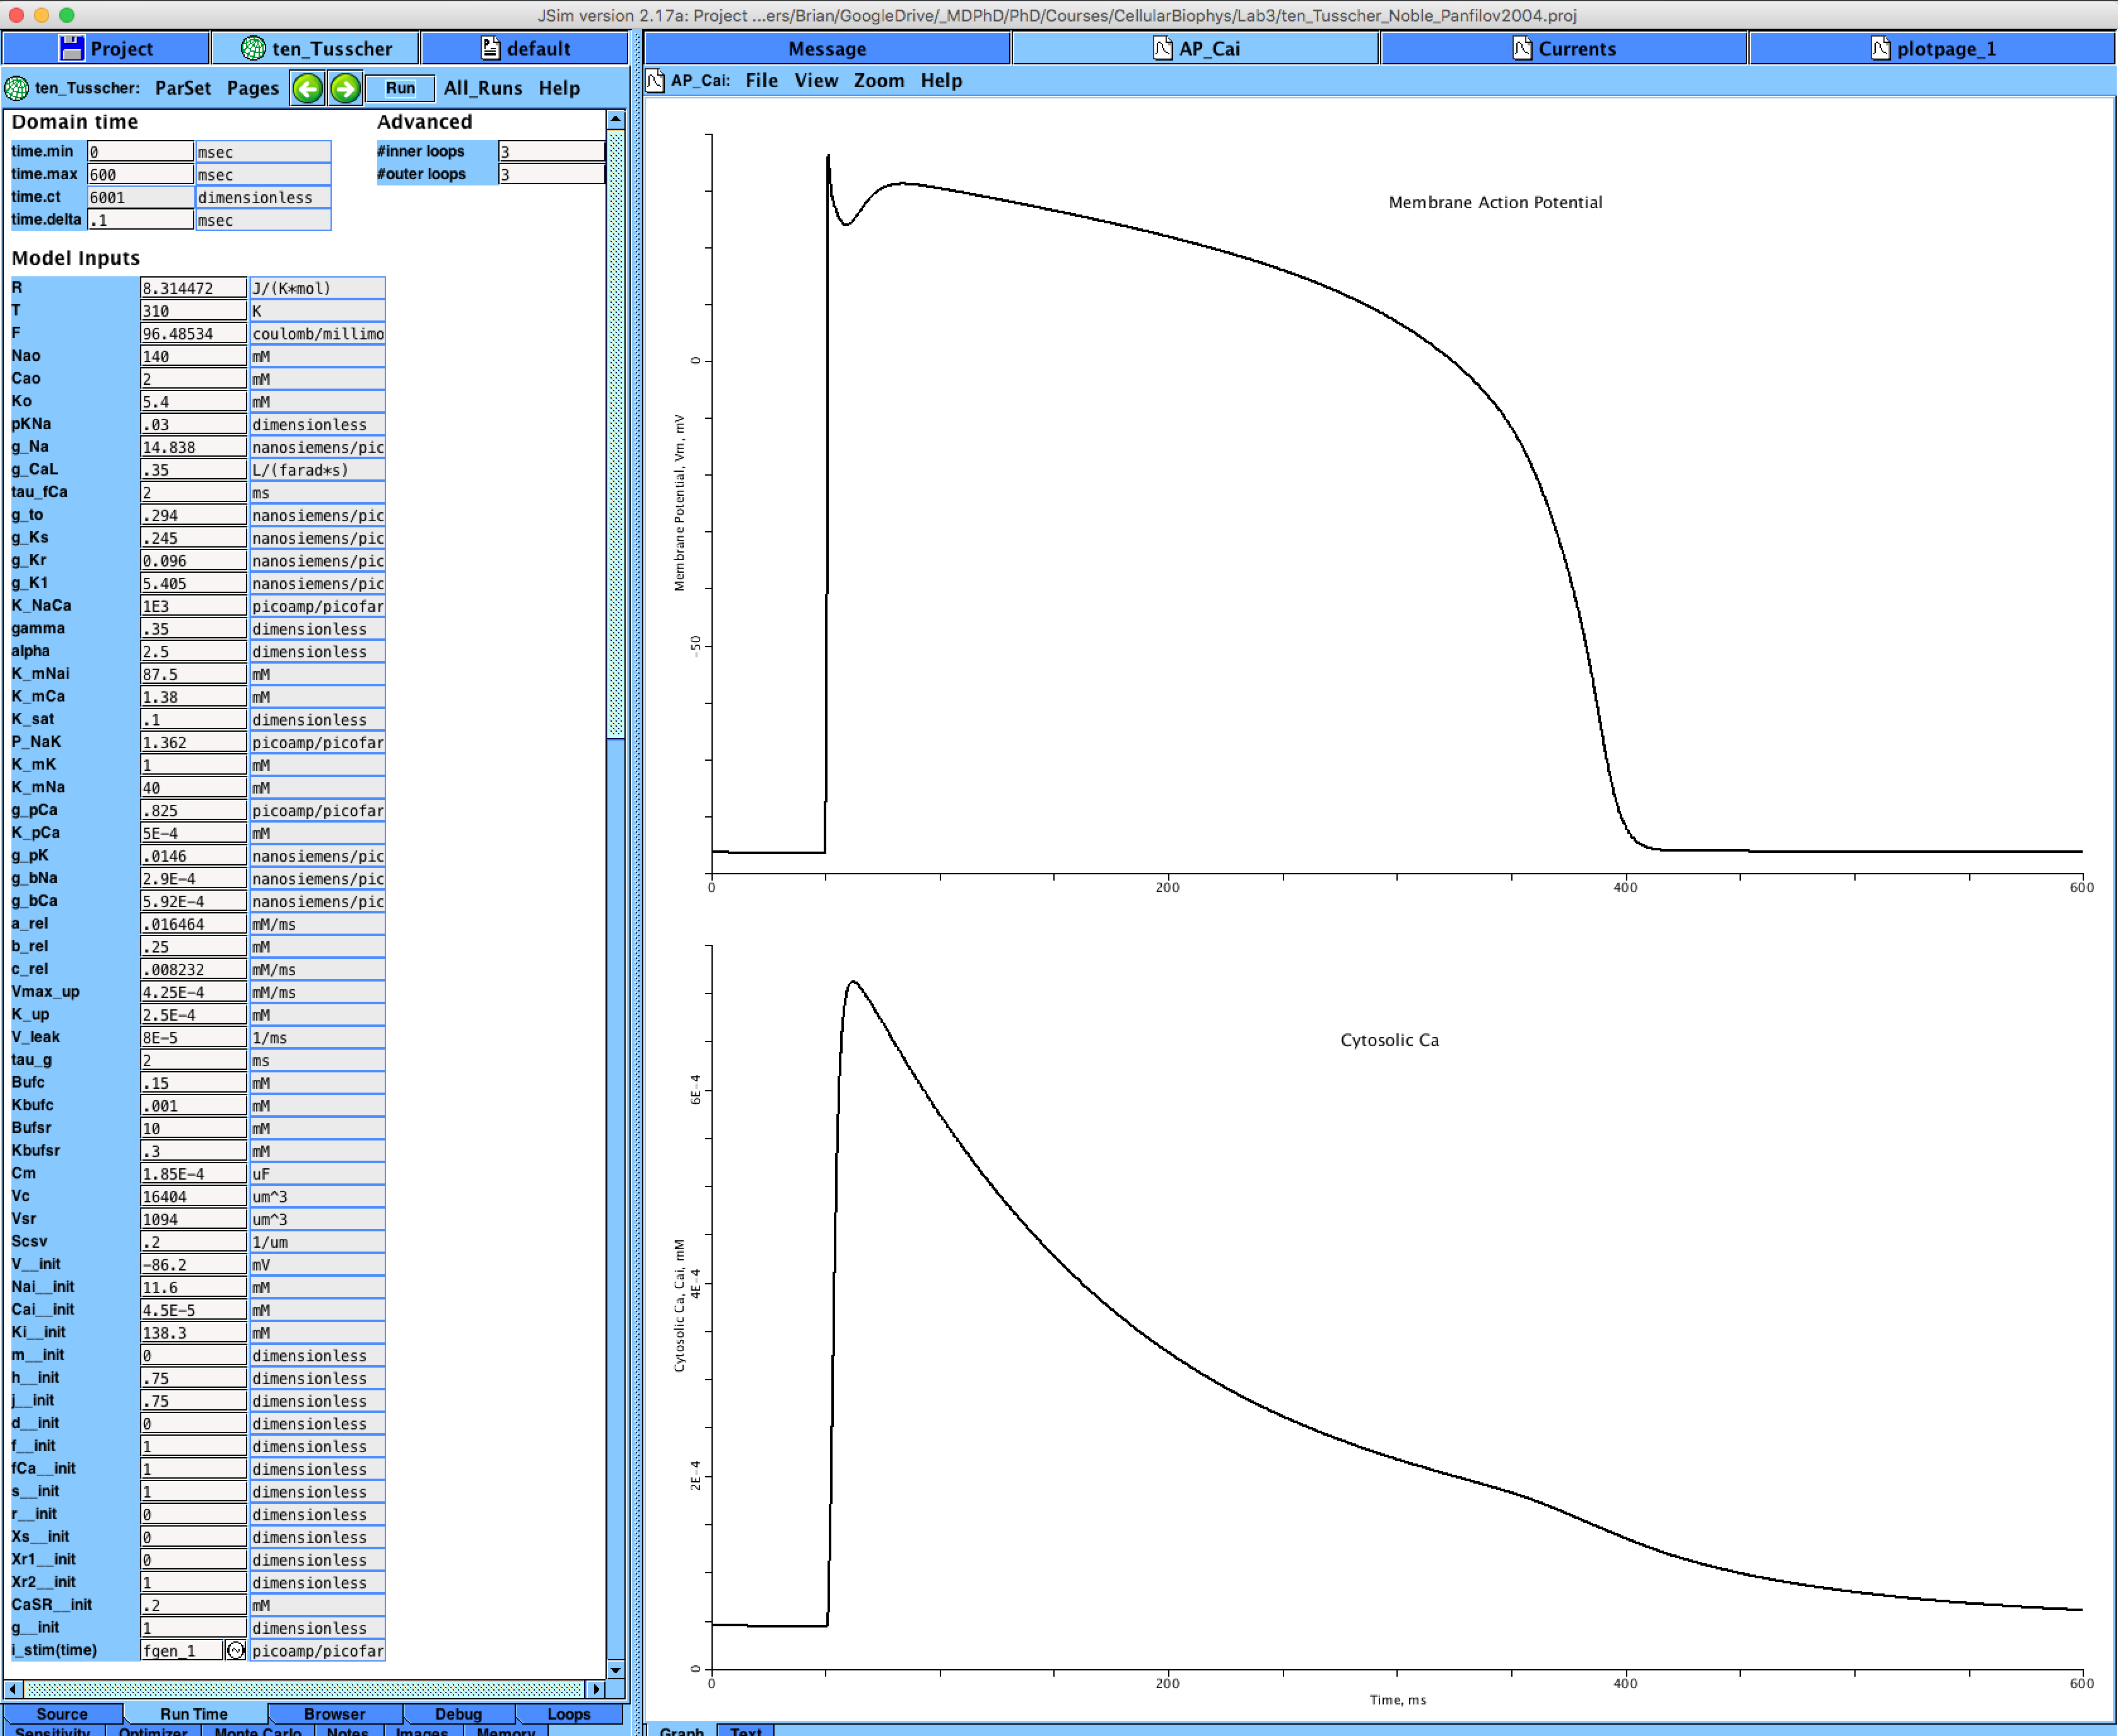 JSim version 2.17a: Project ...ers/Brian/GoogleDrive/_MDPhD/PhD/Courses/CellularBiophys/Lab3/ten_Tusscher_Noble_Panfilov2004.proj
Project ten_Tusscher default
ten_Tusscher: ParSet Pages Run All_Runs Help
Domain time Advanced
time.min 0 msec #inner loops 3
time.max 600 msec #outer loops 3
time.ct 6001 dimensionless
time.delta .1 msec
Model Inputs
R 8.314472 J/(K*mol)
T 310 K
F 96.48534 coulomb/millimo
Nao 140 mM
Cao 2 mM
Ko 5.4 mM
pKNa .03 dimensionless
g_Na 14.838 nanosiemens/pic
g_CaL .35 L/(farad*s)
tau_fCa 2 ms
g_to .294 nanosiemens/pic
g_Ks .245 nanosiemens/pic
g_Kr 0.096 nanosiemens/pic
g_K1 5.405 nanosiemens/pic
K_NaCa 1E3 picoamp/picofar
gamma .35 dimensionless
alpha 2.5 dimensionless
K_mNai 87.5 mM
K_mCa 1.38 mM
K_sat .1 dimensionless
P_NaK 1.362 picoamp/picofar
K_mK 1 mM
K_mNa 40 mM
g_pCa .825 picoamp/picofar
K_pCa 5E-4 mM
g_pK .0146 nanosiemens/pic
g_bNa 2.9E-4 nanosiemens/pic
g_bCa 5.92E-4 nanosiemens/pic
a_rel .016464 mM/ms
b_rel .25 mM
c_rel .008232 mM/ms
Vmax_up 4.25E-4 mM/ms
K_up 2.5E-4 mM
V_leak 8E-5 1/ms
tau_g 2 ms
Bufc .15 mM
Kbufc .001 mM
Bufsr 10 mM
Kbufsr .3 mM
Cm 1.85E-4 uF
Vc 16404 um^3
Vsr 1094 um^3
Scsv .2 1/um
V__init -86.2 mV
Nai__init 11.6 mM
Cai__init 4.5E-5 mM
Ki__init 138.3 mM
m__init 0 dimensionless
h__init .75 dimensionless
j__init .75 dimensionless
d__init 0 dimensionless
f__init 1 dimensionless
fCa__init 1 dimensionless
s__init 1 dimensionless
r__init 0 dimensionless
Xs__init 0 dimensionless
Xr1__init 0 dimensionless
Xr2__init 1 dimensionless
CaSR__init .2 mM
g__init 1 dimensionless
i_stim(time) fgen_1 picoamp/picofar
Source Run Time Browser Debug Loops
Sensitivity Optimizer Monte Carlo Notes Images Memory
Message AP_Cai Currents plotpage_1
AP_Cai: File View Zoom Help
Membrane Action Potential
Membrane Potential, Vm, mV
0
-50
0 200 400 600
Cytosolic Ca
Cytosolic Ca, Cai, mM
6E-4
4E-4
2E-4
0
0 200 400 600
Time, ms
Graph Text